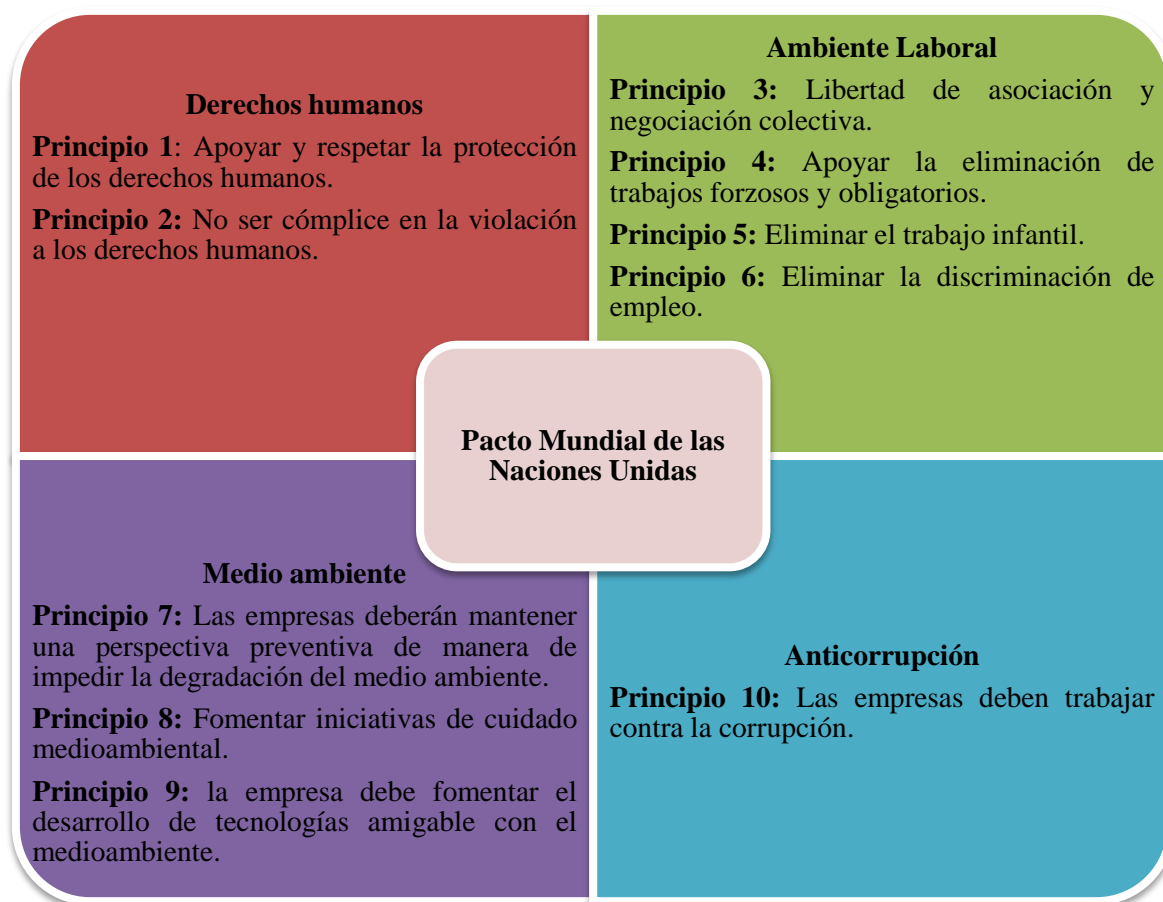 Derechos humanos
Principio 1: Apoyar y respetar la protección
de los derechos humanos.
Principio 2: No ser cómplice en la violación
a los derechos humanos.
Ambiente Laboral
Principio 3: Libertad de asociación y
negociación colectiva.
Principio 4: Apoyar la eliminación de
trabajos forzosos y obligatorios.
Principio 5: Eliminar el trabajo infantil.
Principio 6: Eliminar la discriminación de
empleo.
Pacto Mundial de las
Naciones Unidas
Medio ambiente
Principio 7: Las empresas deberán mantener
una perspectiva preventiva de manera de
impedir la degradación del medio ambiente.
Principio 8: Fomentar iniciativas de cuidado
medioambiental.
Principio 9: la empresa debe fomentar el
desarrollo de tecnologías amigable con el
medioambiente.
Anticorrupción
Principio 10: Las empresas deben trabajar
contra la corrupción.